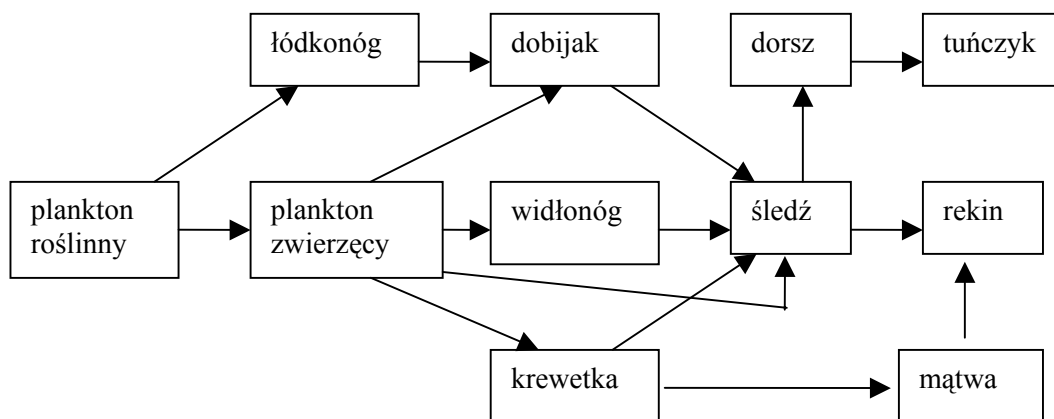 łódkonóg
dobijak
dorsz
tuńczyk
plankton
roślinny
plankton
zwierzęcy
widłonóg
śledź
rekin
krewetka
mątwa